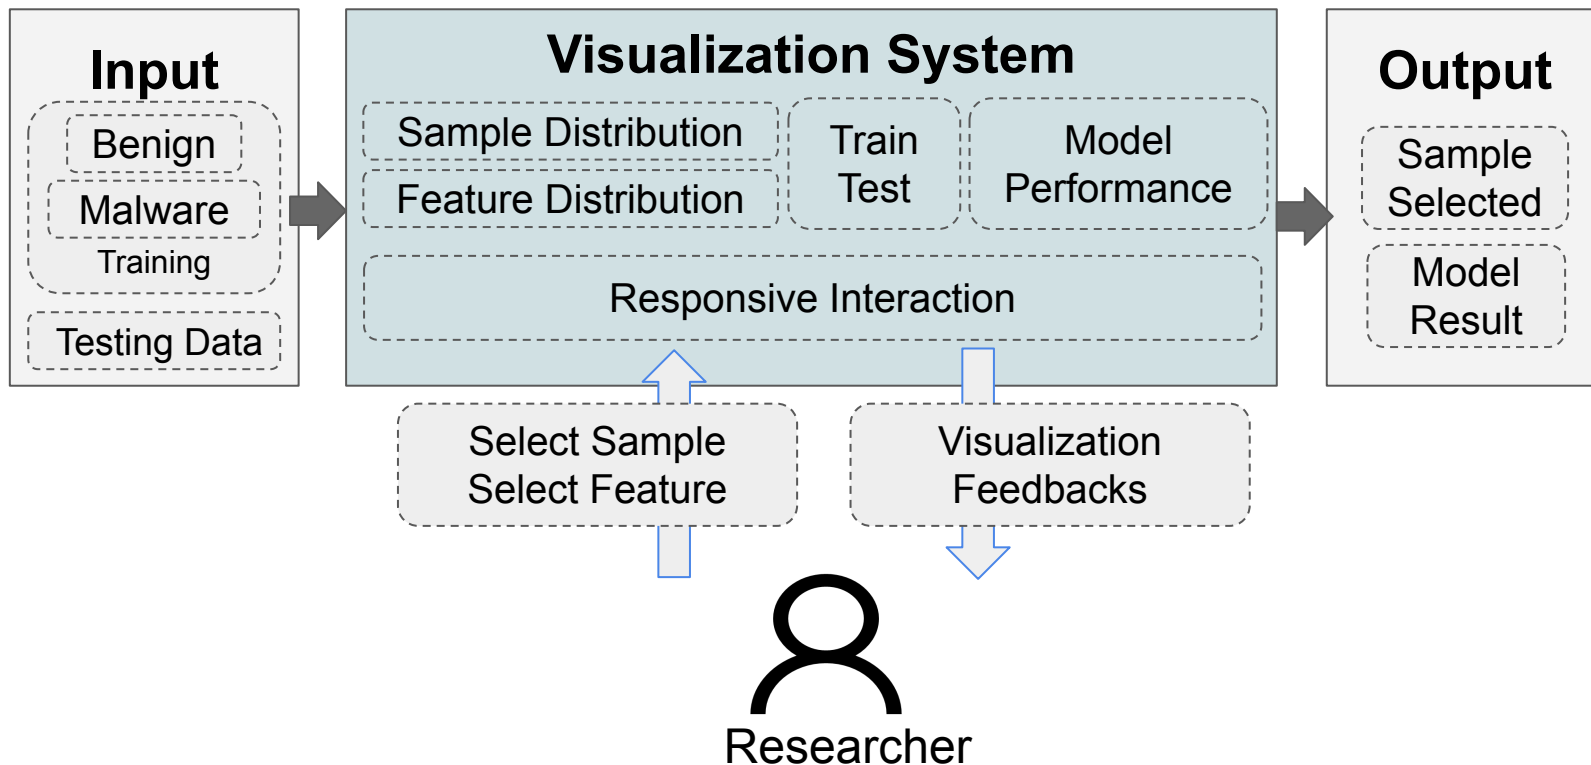 Input
Benign
Malware
Training
Testing Data
Visualization System
Sample Distribution
Feature Distribution
Train
Test
Model
Performance
Responsive Interaction
Output
Sample
Selected
Model
Result
Select Sample
Select Feature
Visualization
Feedbacks
Researcher